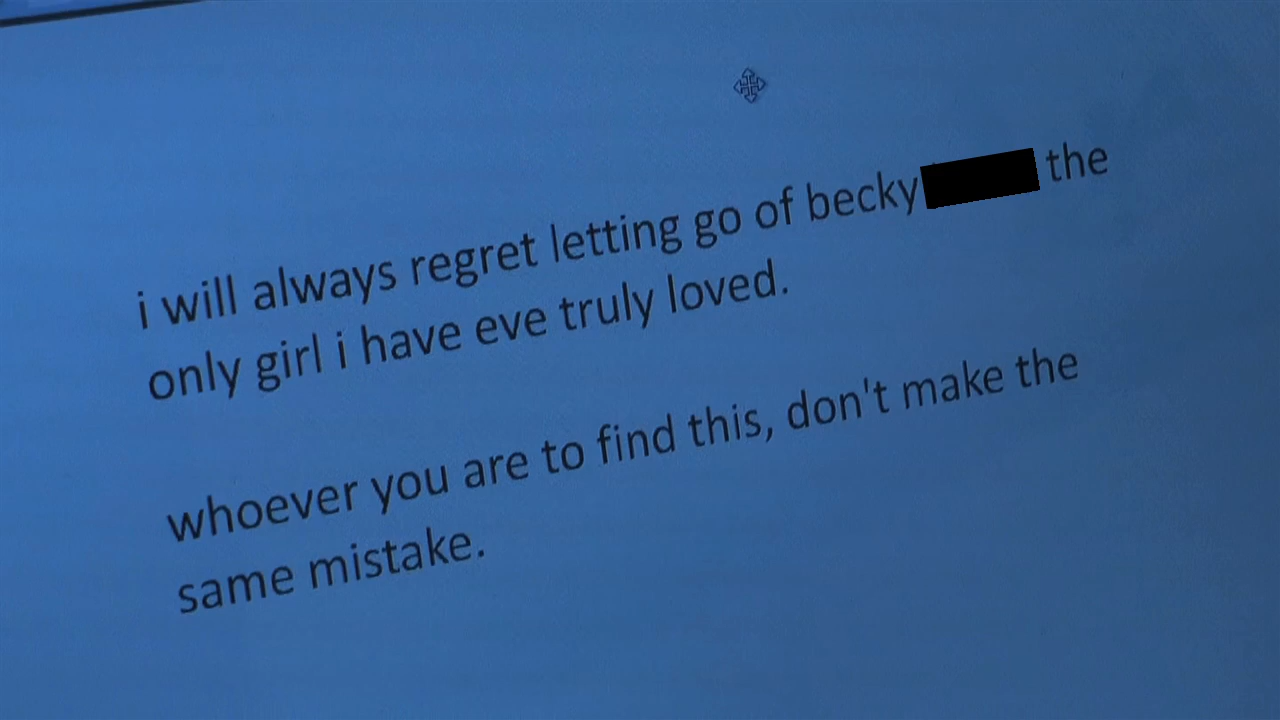 i will always regret letting go of becky the
only girl i have eve truly loved.
whoever you are to find this, don't make the
same mistake.